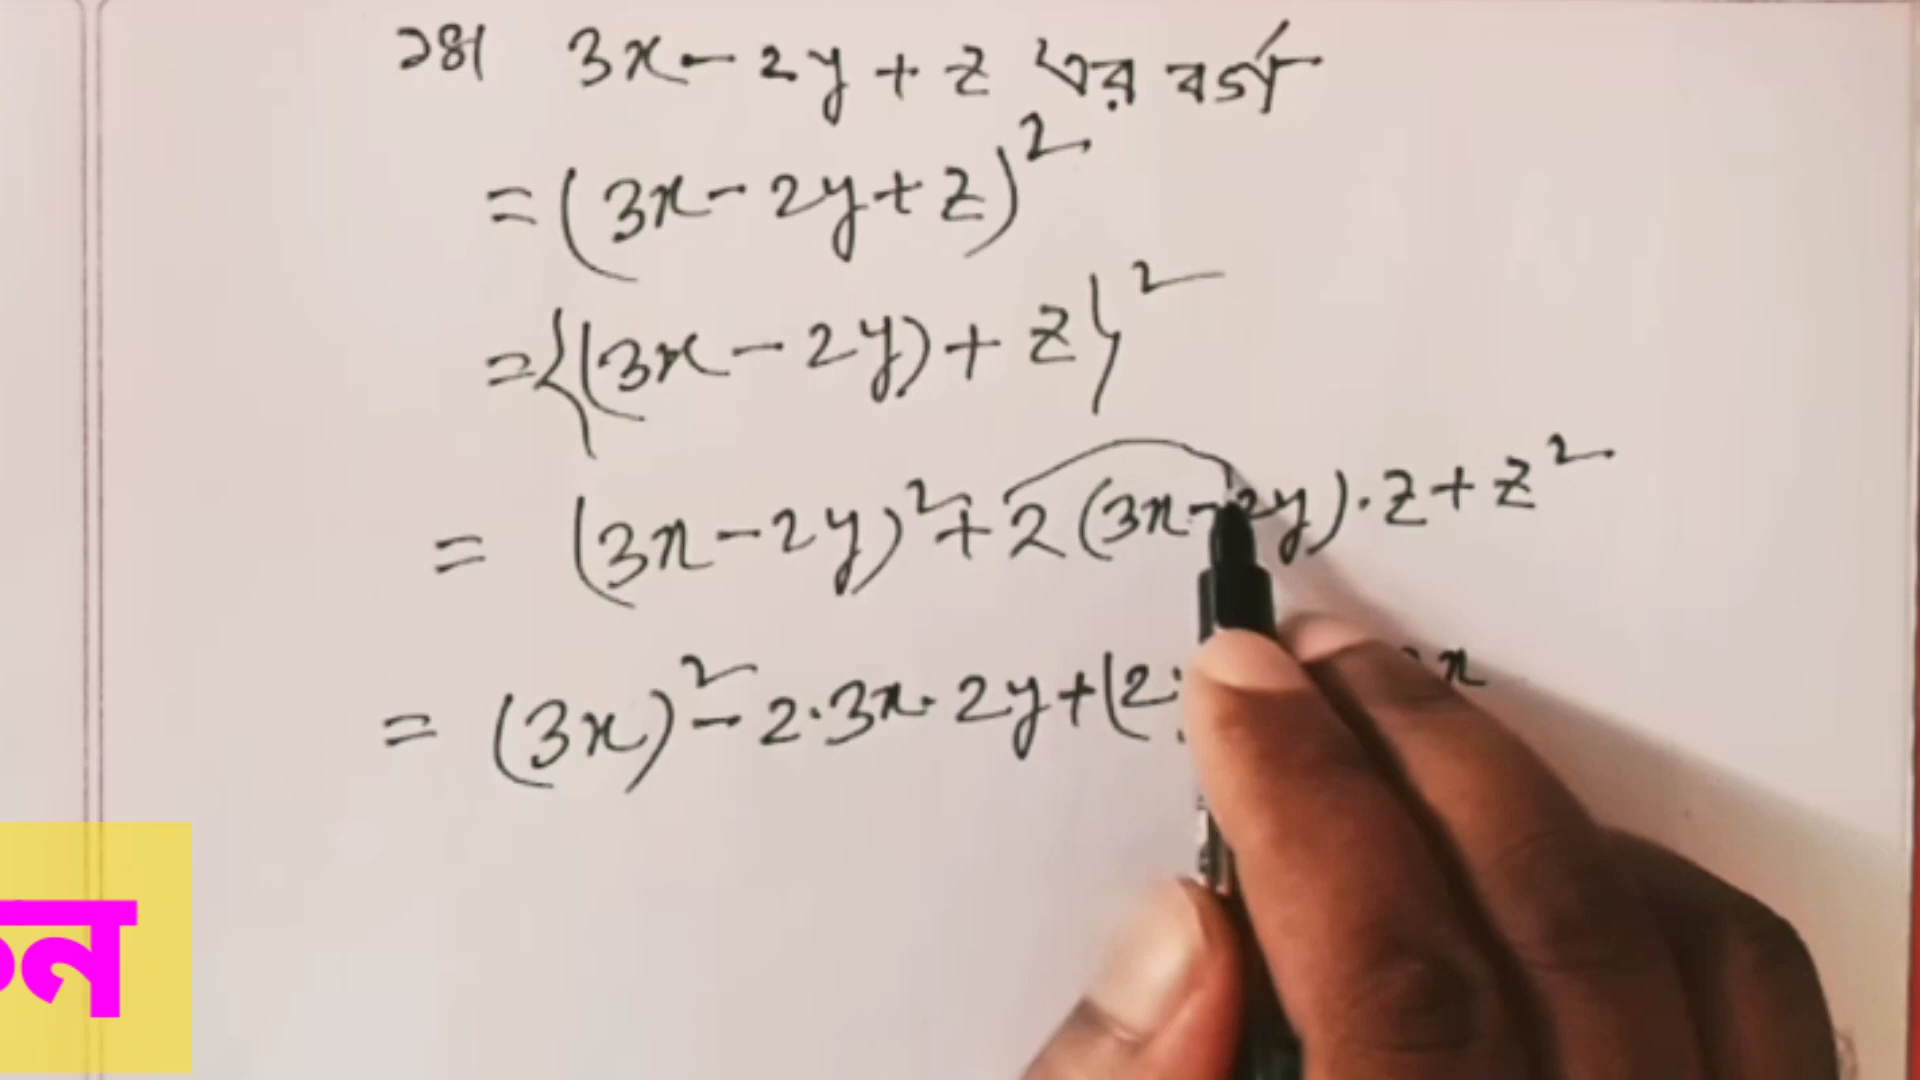 ১৪। 3x - 2y + z এর বর্গ
= (3x - 2y + z)²
= {(3x - 2y) + z}²
= (3x - 2y)² + 2 (3x - 2y) . z + z²
= (3x)² - 2.3x.2y + (2 x
ন